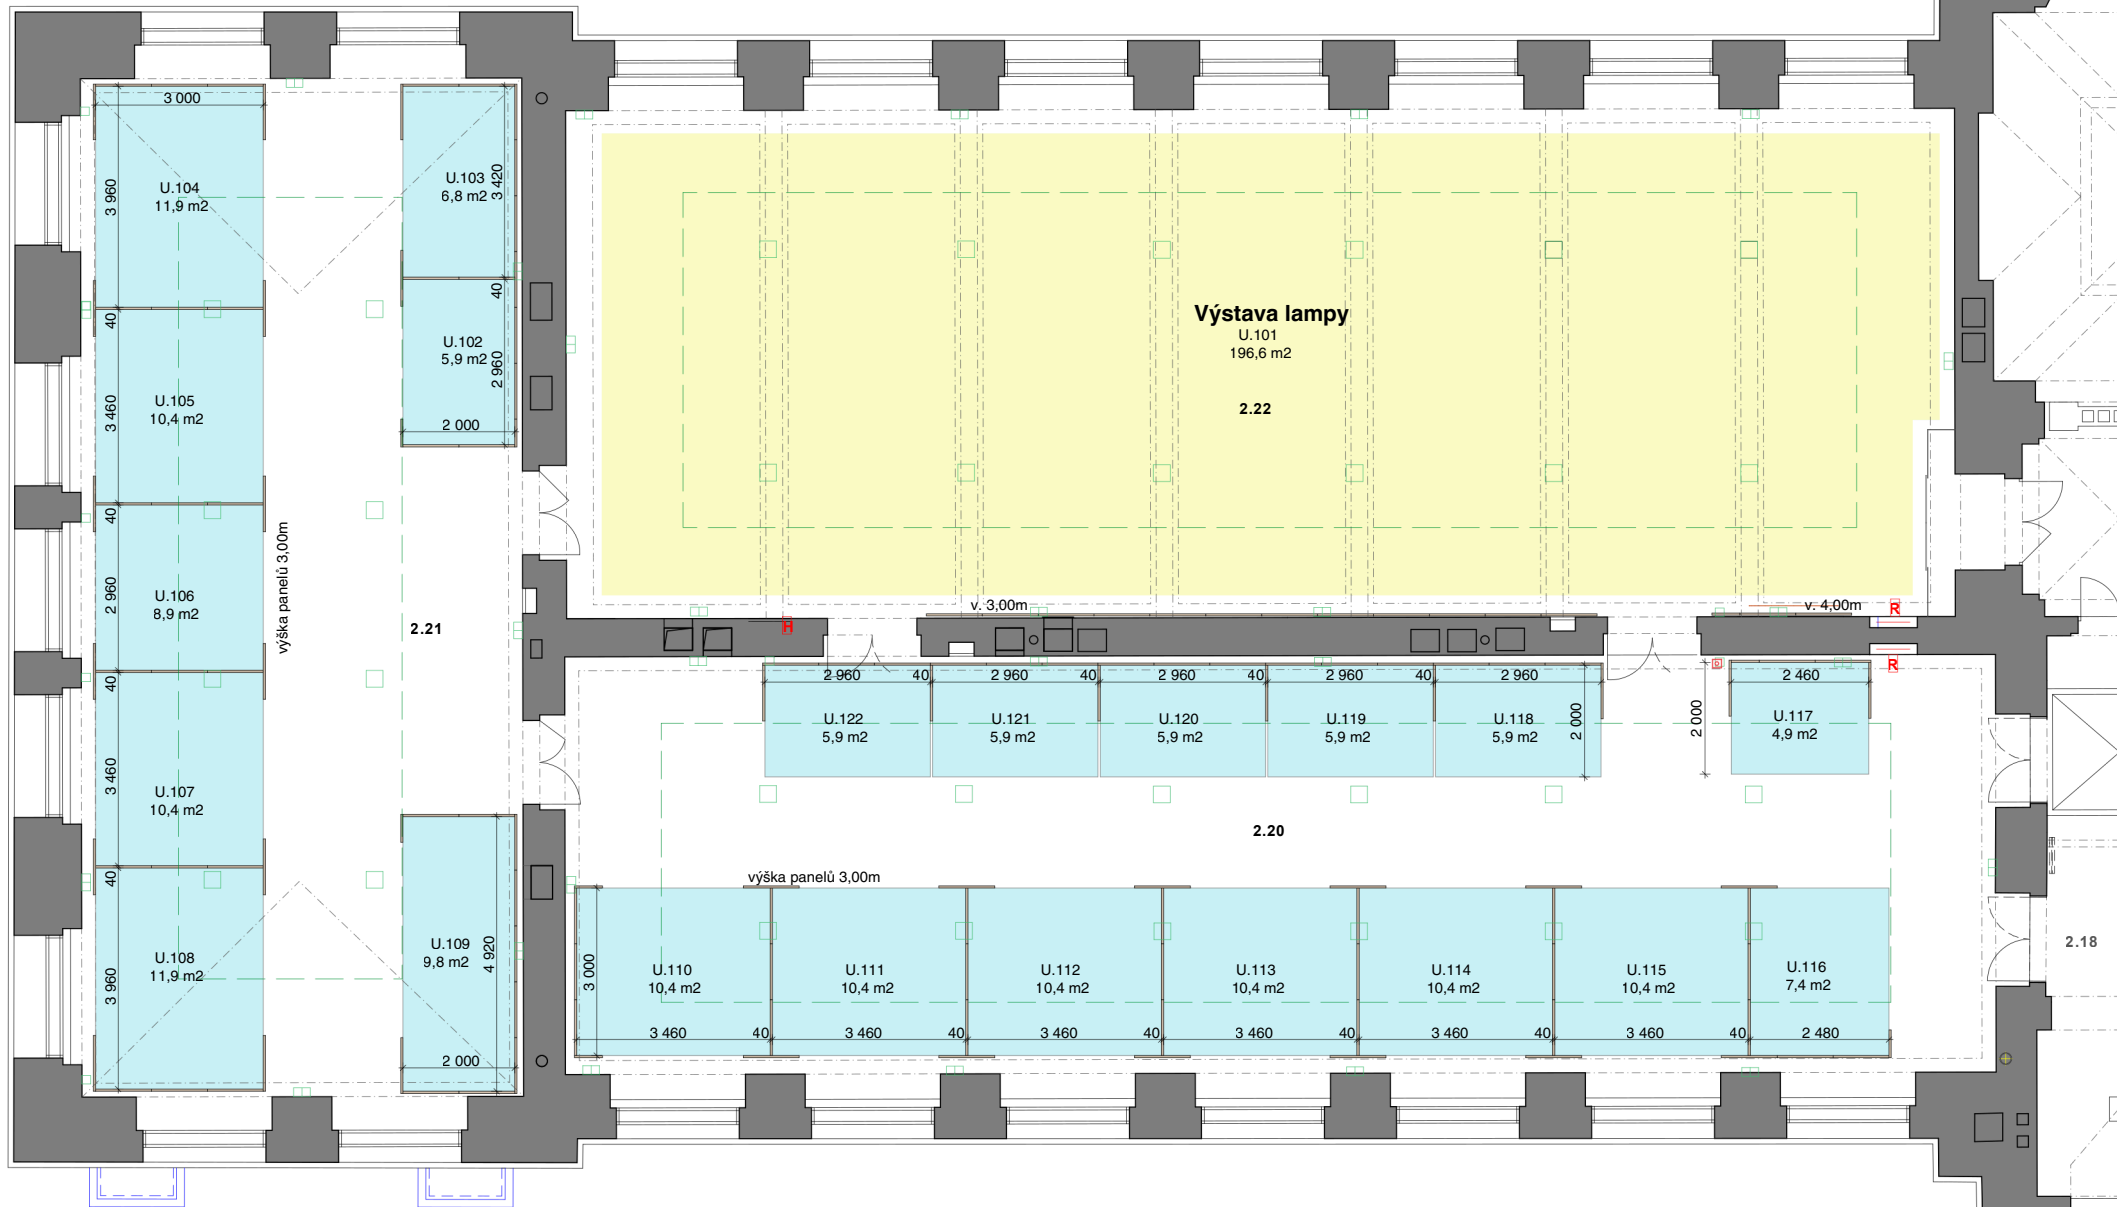 3 000
3 960
U.104
11,9 m2
40
3 460
U.105
10,4 m2
40
2 960
U.106
8,9 m2
40
3 460
U.107
10,4 m2
40
3 960
U.108
11,9 m2
výška panelů 3,00m
U.103
6,8 m2
3 420
40
U.102
5,9 m2
2 960
2 000
2.21
U.109
9,8 m2
4 920
2 000
Výstava lampy
U.101
196,6 m2
2.22
v. 3,00m
v. 4,00m
H
R
R
2 960
40
2 960
40
2 960
40
2 960
40
2 960
2 460
U.122
5,9 m2
U.121
5,9 m2
U.120
5,9 m2
U.119
5,9 m2
U.118
5,9 m2
2 000
2 000
U.117
4,9 m2
2.20
výška panelů 3,00m
3 000
U.110
10,4 m2
U.111
10,4 m2
U.112
10,4 m2
U.113
10,4 m2
U.114
10,4 m2
U.115
10,4 m2
U.116
7,4 m2
3 460
40
3 460
40
3 460
40
3 460
40
3 460
40
3 460
40
2 480
2.18